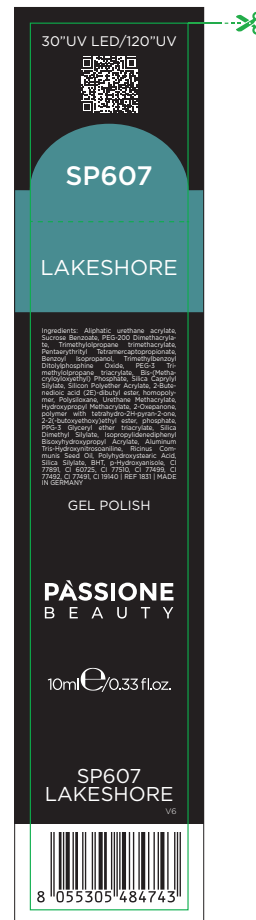 30”UV LED/120”UV
SP607
LAKESHORE
Ingredients: Aliphatic urethane acrylate,
Sucrose Benzoate, PEG-200 Dimethacryla-
te, Trimethylolpropane trimethacrylate,
Pentaerythrityl Tetramercaptopropionate,
Benzoyl Isopropanol, Trimethylbenzoyl
Ditolylphosphine Oxide, PEG-3 Tri-
methylolpropane triacrylate, Bis-(Metha-
cryloyloxyethyl) Phosphate, Silica Caprilyl
Silylate, Silicon Polyether Acrylate, 2-Bute-
nedioic acid (2E)-dibutyl ester, homopoly-
mer, Polysiloxane, Urethane Methacrylate,
Hydroxypropyl Methacrylate, 2-Oxepanone,
polymer with tetrahydro-2H-pyran-2-one,
2-2(-butoxyethoxy)ethyl ester, phosphate,
PPG-3 Glyceryl ether triacrylate, Silica
Dimethyl Silylate, Isopropylidenediphenyl
Bisoxyhydroxypropyl Acrylate, Aluminum
Tris-Hydroxynitrosoaniline, Ricinus Com-
munis Seed Oil, Polyhydroxystearic Acid,
Silica Silylate, BHT, p-Hydroxyanisole, CI
77891, CI 60725, CI 77510, CI 77499, CI
77492, CI 77491, CI 19140 | REF 1831 | MADE
IN GERMANY
GEL POLISH
PÀSSIONE
BEAUTY
10ml℮/0.33 fl.oz.
SP607
LAKESHORE
V6
8 055305 484743